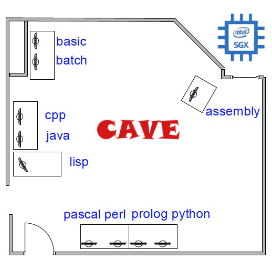 basic
batch
intel
SGX
assembly
cpp
java
CAVE
lisp
pascal perl prolog python